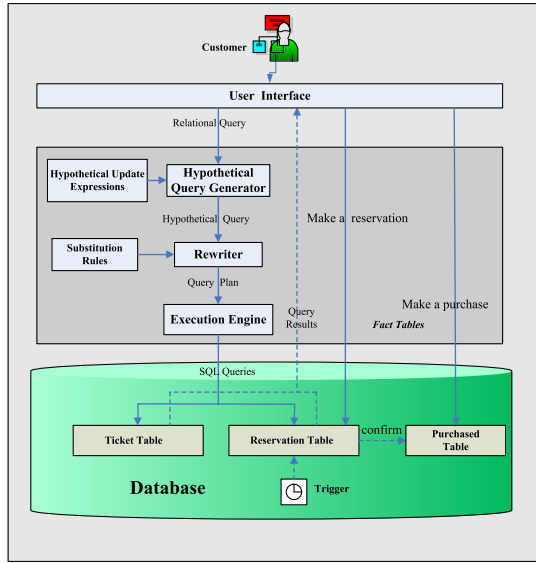 Customer
User Interface
Relational Query
Hypothetical Update
Expressions
Hypothetical
Query Generator
Hypothetical Query
Make a reservation
Substitution
Rules
Rewriter
Query Plan
Make a purchase
Execution Engine
Query
Results
Fact Tables
SQL Queries
confirm
Ticket Table
Reservation Table
Purchased
Table
Database
Trigger